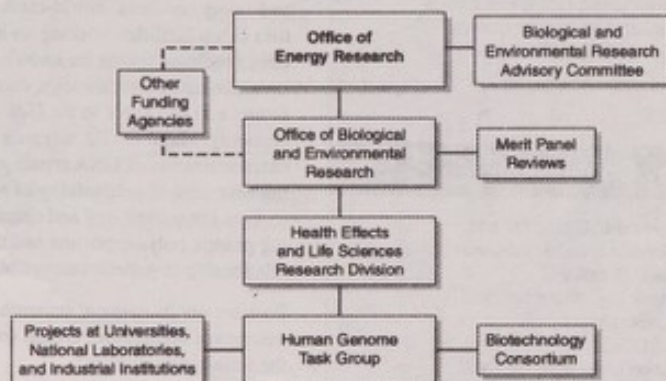 Office of
Energy Research
Biological and
Environmental Research
Advisory Committee
Other
Funding
Agencies
Office of Biological
and Environmental
Research
Merit Panel
Reviews
Health Effects
and Life Sciences
Research Division
Projects at Universities,
National Laboratories,
and Industrial Institutions
Human Genome
Task Group
Biotechnology
Consortium